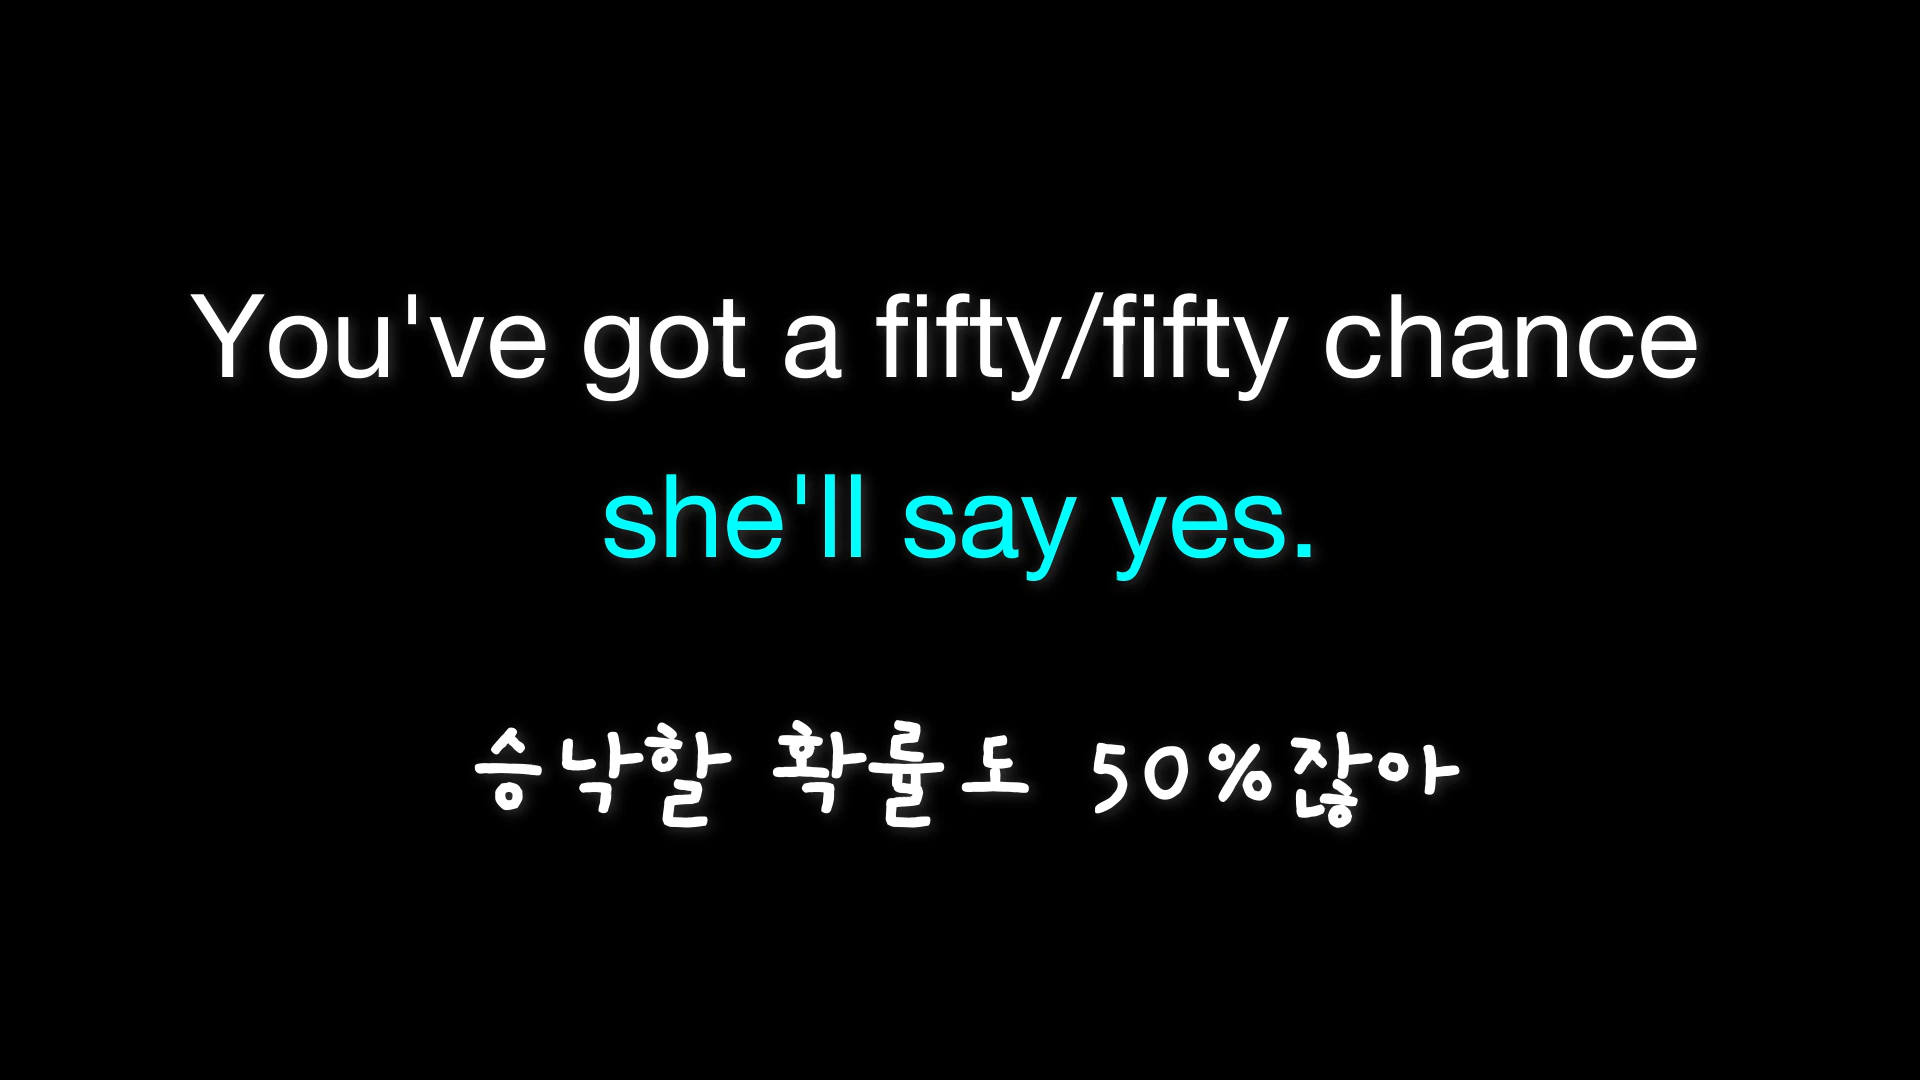 You've got a fifty/fifty chance
she'll say yes.
승낙할 확률도 50%잖아